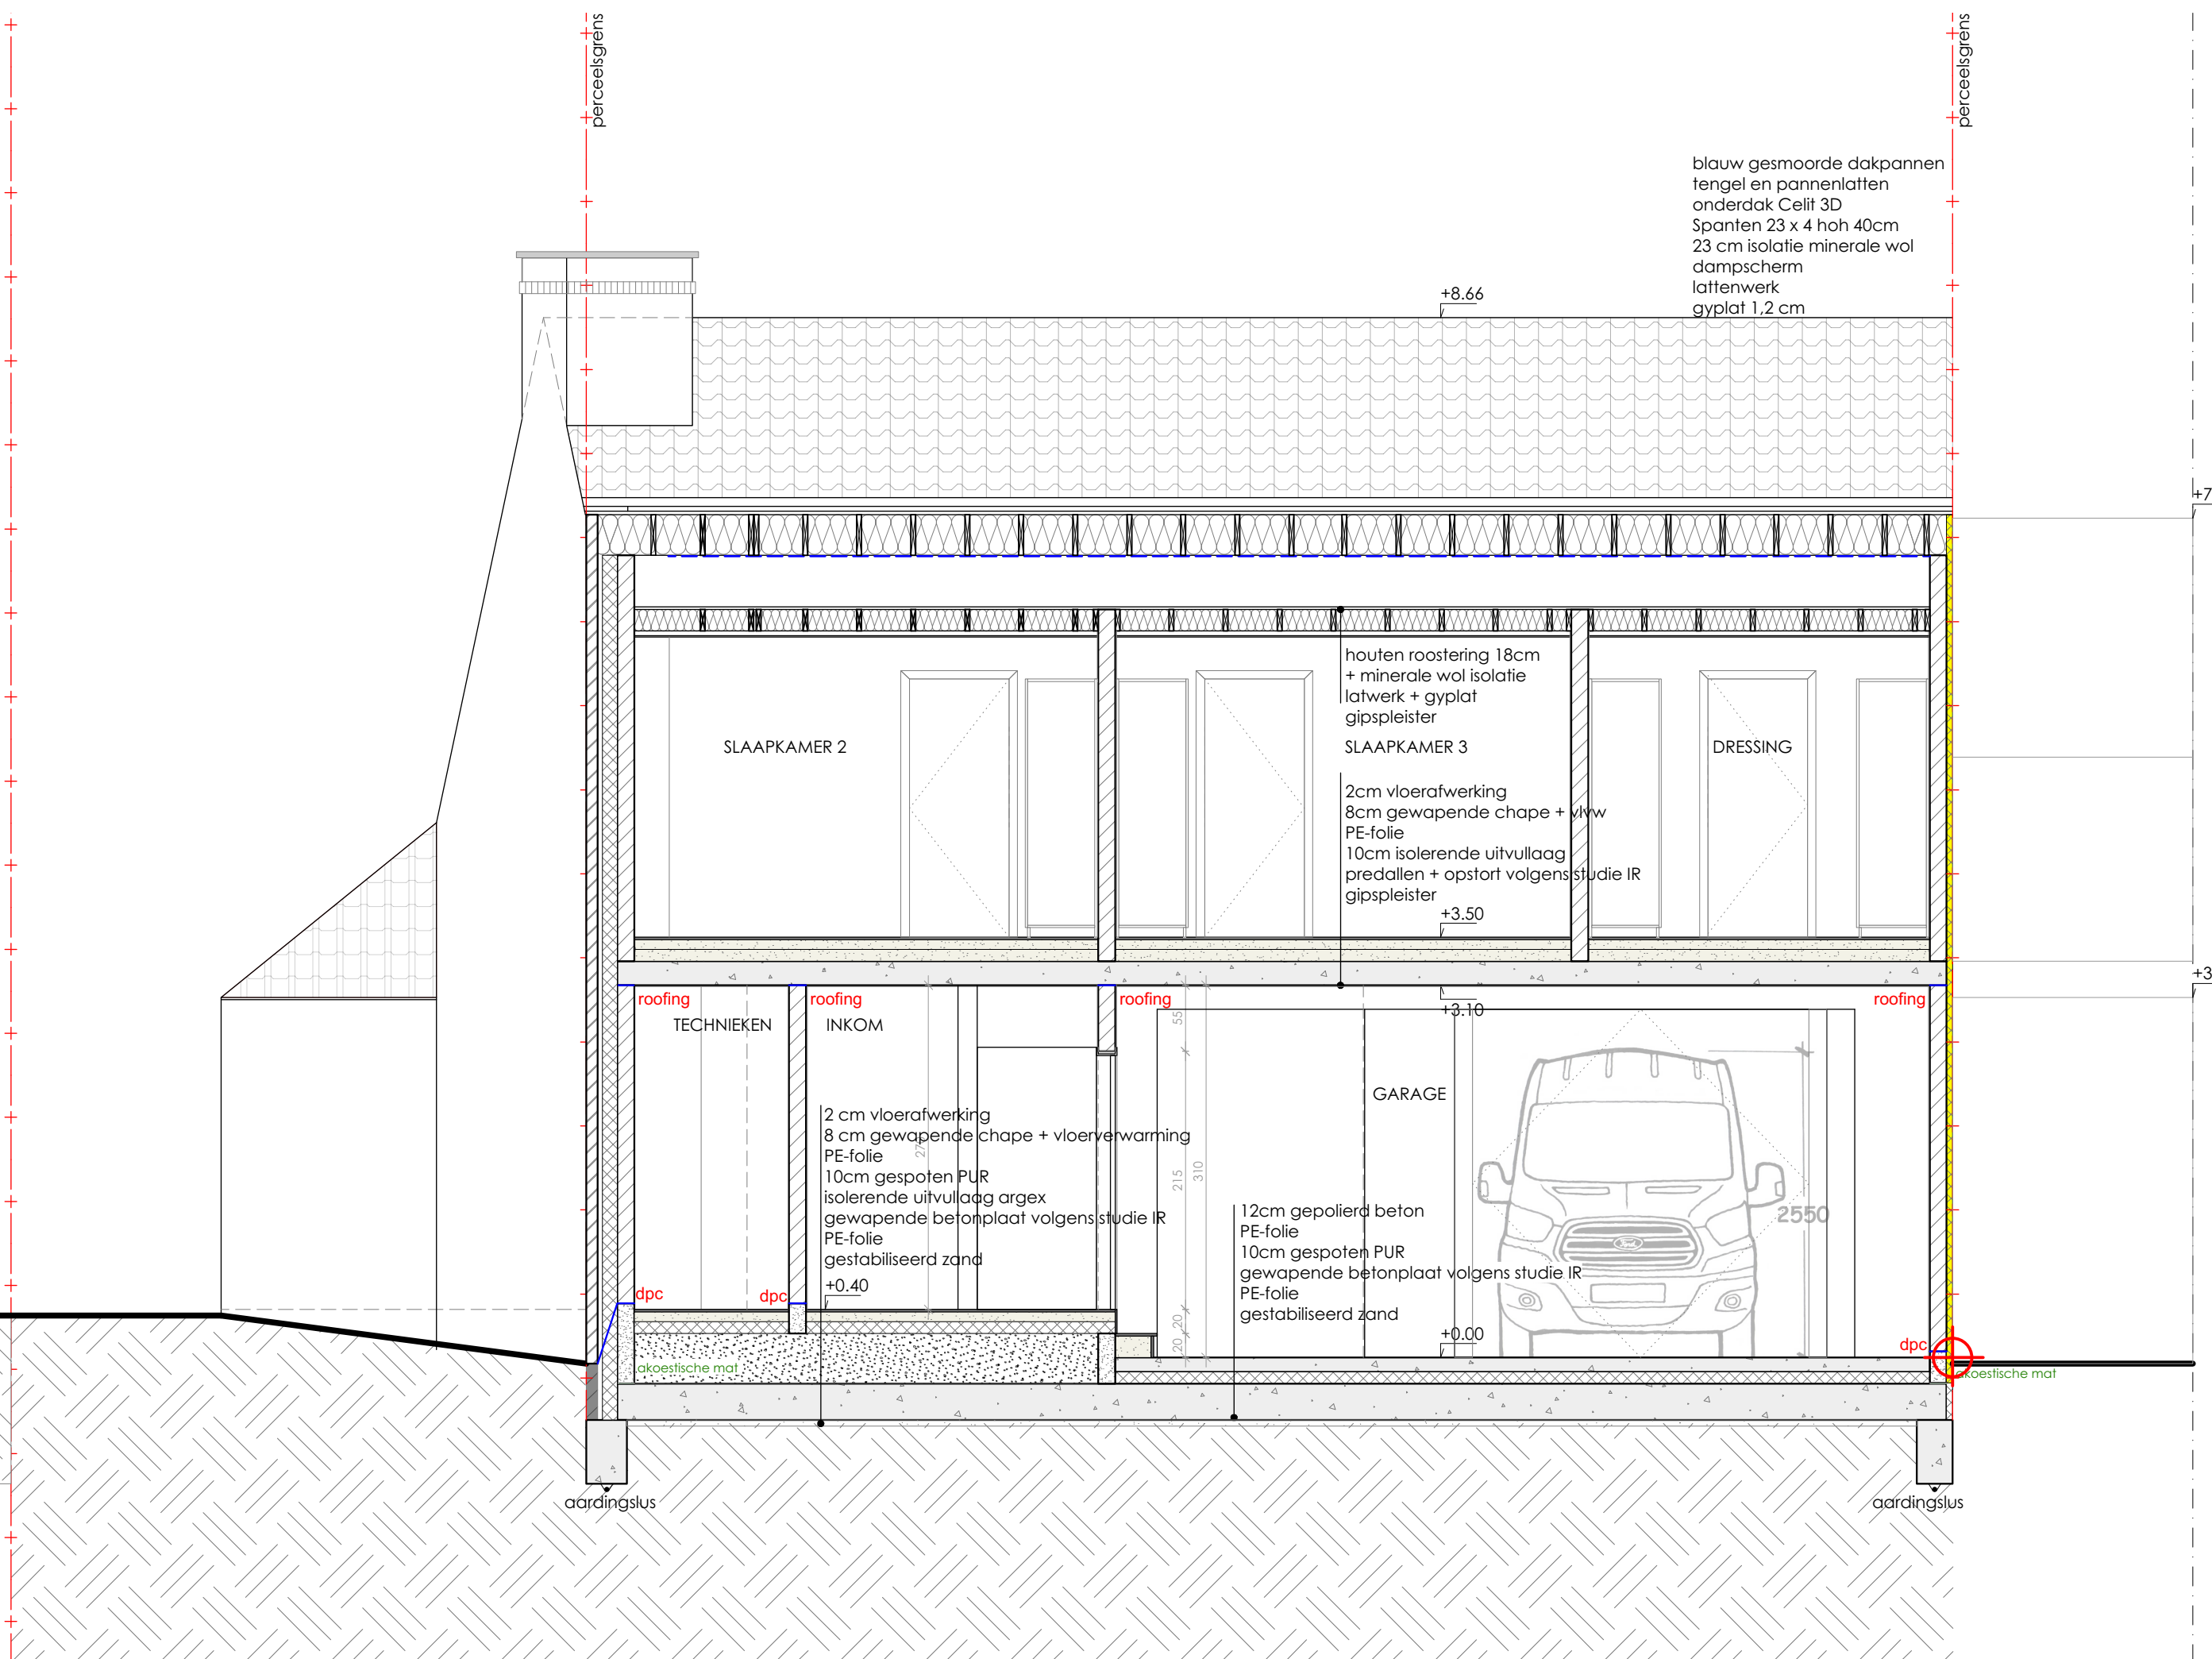 perceelsgrens
perceelsgrens
blauw gesmoorde dakpannen
tengel en pannenlatten
onderdak Celit 3D
Spanten 23 x 4 hoh 40cm
23 cm isolatie minerale wol
dampscherm
lattenwerk
gyplat 1,2 cm
+8.66
+7
houten roostering 18cm
+ minerale wol isolatie
latwerk + gyplat
gipspleister
SLAAPKAMER 2
SLAAPKAMER 3
DRESSING
2cm vloerafwerking
8cm gewapende chape + vlvw
PE-folie
10cm isolerende uitvullaag
predallen + opstort volgens studie IR
gipspleister
+3.50
+3
roofing
roofing
roofing
roofing
+3.10
TECHNIEKEN
INKOM
55
GARAGE
2 cm vloerafwerking
8 cm gewapende chape + vloerverwarming
PE-folie
10cm gespoten PUR
isolerende uitvullaag argex
gewapende betonplaat volgens studie IR
PE-folie
gestabiliseerd zand
215
310
12cm gepolierd beton
PE-folie
10cm gespoten PUR
gewapende betonplaat volgens studie IR
PE-folie
gestabiliseerd zand
2550
+0.40
dpc
dpc
20
20
+0.00
dpc
akoestische mat
akoestische mat
aardingslus
aardingslus